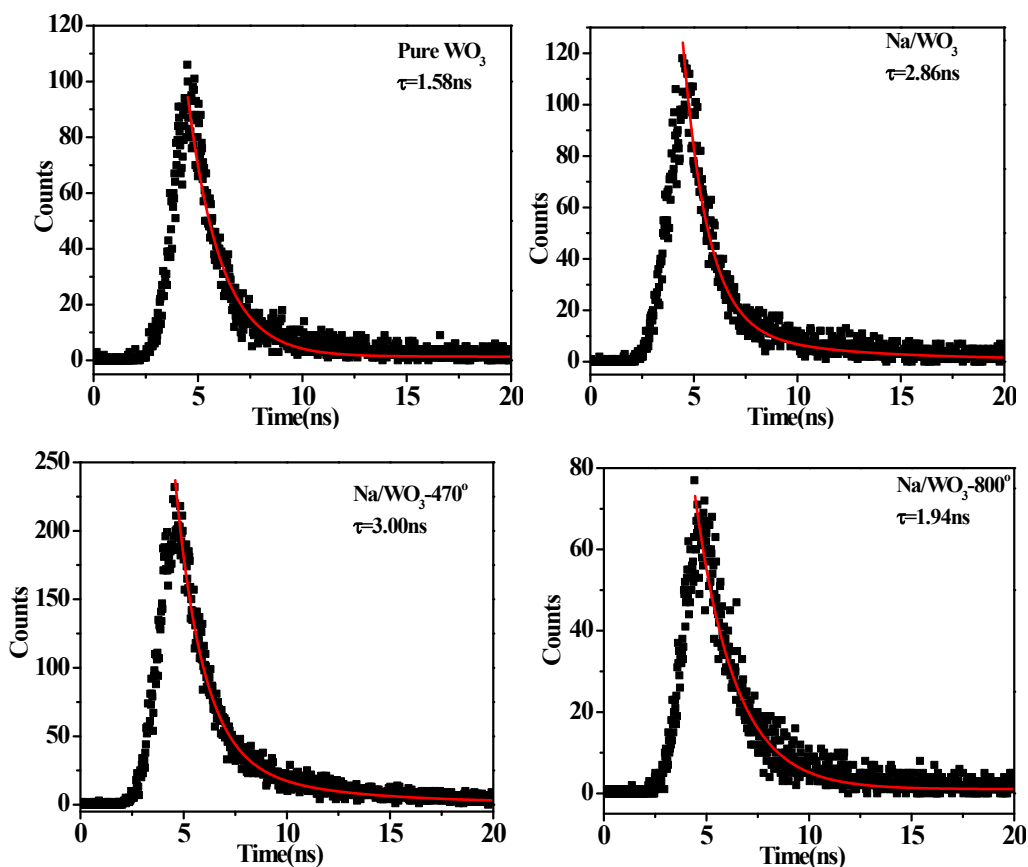 120
100
80
60
40
20
0
Counts
Pure WO₃
τ=1.58ns
0 5 10 15 20
Time(ns)
120
100
80
60
40
20
0
Counts
Na/WO₃
τ=2.86ns
0 5 10 15 20
Time(ns)
250
200
150
100
50
0
Counts
Na/WO₃-470°
τ=3.00ns
0 5 10 15 20
Time(ns)
80
60
40
20
0
Counts
Na/WO₃-800°
τ=1.94ns
0 5 10 15 20
Time(ns)